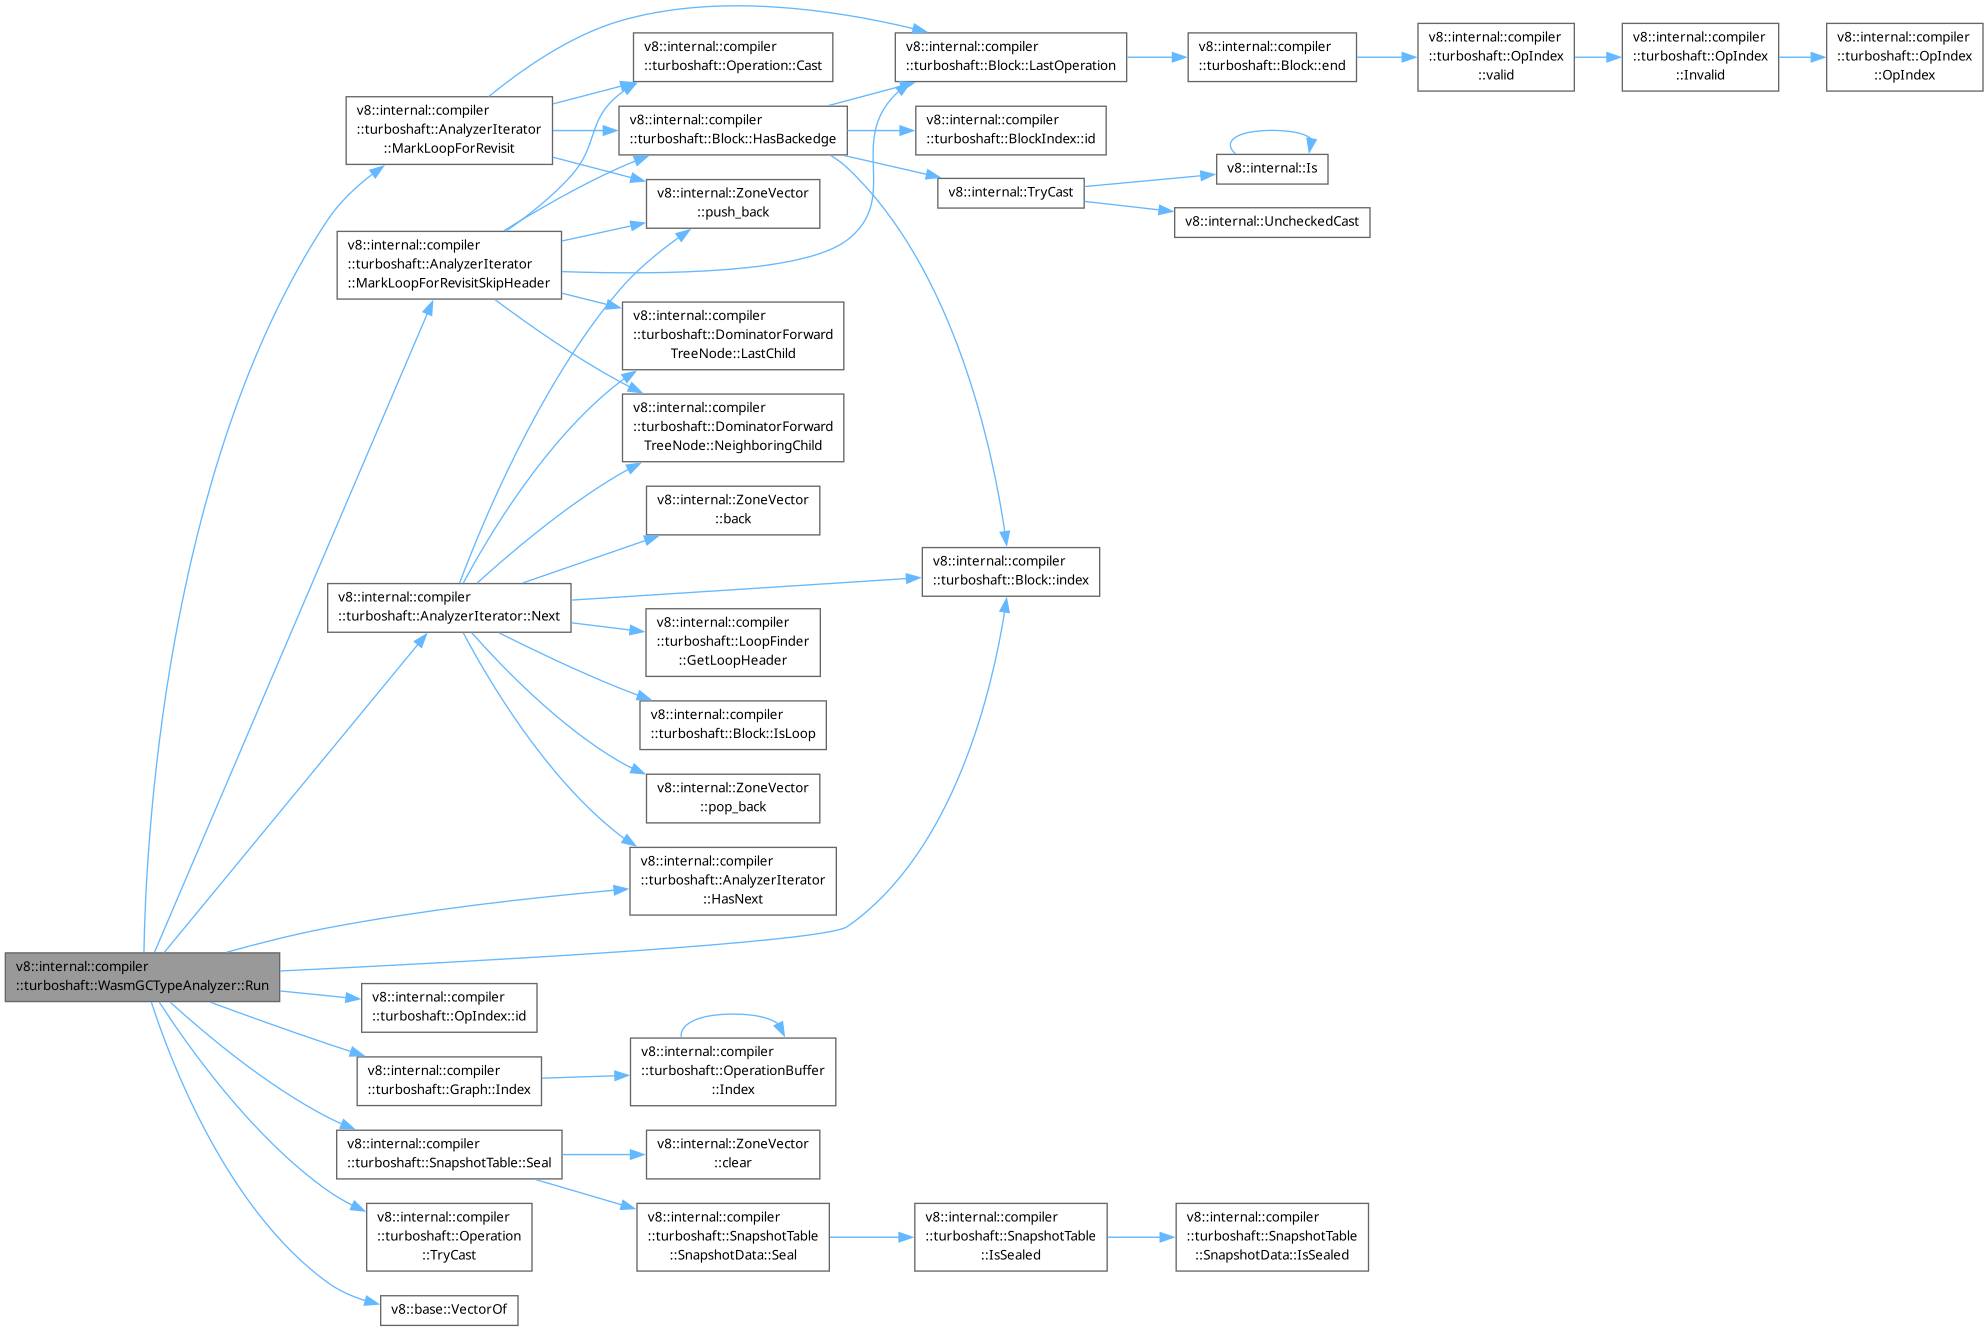 v8::internal::compiler
::turboshaft::WasmGCTypeAnalyzer::Run
v8::internal::compiler
::turboshaft::AnalyzerIterator
::MarkLoopForRevisit
v8::internal::compiler
::turboshaft::AnalyzerIterator
::MarkLoopForRevisitSkipHeader
v8::internal::compiler
::turboshaft::AnalyzerIterator::Next
v8::internal::compiler
::turboshaft::OpIndex::id
v8::internal::compiler
::turboshaft::Graph::Index
v8::internal::compiler
::turboshaft::SnapshotTable::Seal
v8::internal::compiler
::turboshaft::Operation
::TryCast
v8::base::VectorOf
v8::internal::compiler
::turboshaft::Operation::Cast
v8::internal::compiler
::turboshaft::Block::HasBackedge
v8::internal::ZoneVector
::push_back
v8::internal::compiler
::turboshaft::DominatorForward
TreeNode::LastChild
v8::internal::compiler
::turboshaft::DominatorForward
TreeNode::NeighboringChild
v8::internal::ZoneVector
::back
v8::internal::compiler
::turboshaft::LoopFinder
::GetLoopHeader
v8::internal::compiler
::turboshaft::Block::IsLoop
v8::internal::ZoneVector
::pop_back
v8::internal::compiler
::turboshaft::AnalyzerIterator
::HasNext
v8::internal::compiler
::turboshaft::OperationBuffer
::Index
v8::internal::ZoneVector
::clear
v8::internal::compiler
::turboshaft::SnapshotTable
::SnapshotData::Seal
v8::internal::compiler
::turboshaft::Block::LastOperation
v8::internal::compiler
::turboshaft::BlockIndex::id
v8::internal::TryCast
v8::internal::compiler
::turboshaft::Block::index
v8::internal::compiler
::turboshaft::SnapshotTable
::IsSealed
v8::internal::compiler
::turboshaft::Block::end
v8::internal::Is
v8::internal::UncheckedCast
v8::internal::compiler
::turboshaft::SnapshotTable
::SnapshotData::IsSealed
v8::internal::compiler
::turboshaft::OpIndex
::valid
v8::internal::compiler
::turboshaft::OpIndex
::Invalid
v8::internal::compiler
::turboshaft::OpIndex
::OpIndex